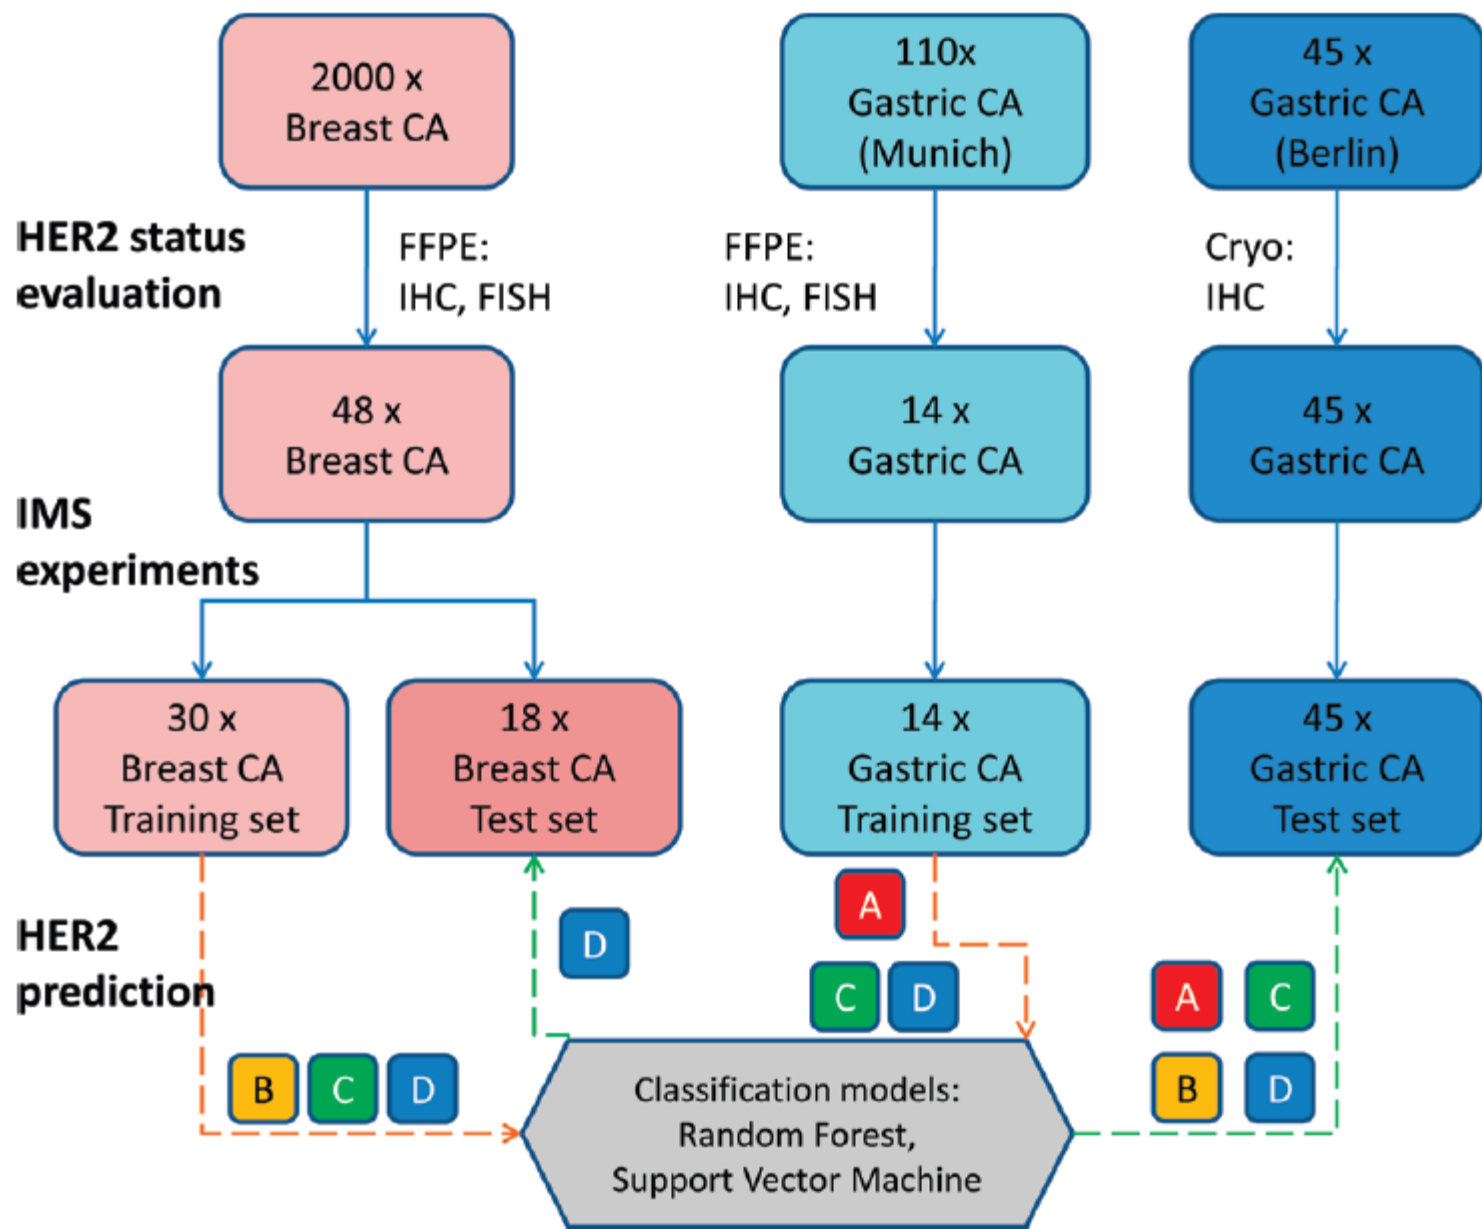 2000 x
Breast CA
110x
Gastric CA
(Munich)
45 x
Gastric CA
(Berlin)
HER2 status
evaluation
FFPE:
IHC, FISH
FFPE:
IHC, FISH
Cryo:
IHC
48 x
Breast CA
14 x
Gastric CA
45 x
Gastric CA
IMS
experiments
30 x
Breast CA
Training set
18 x
Breast CA
Test set
14 x
Gastric CA
Training set
45 x
Gastric CA
Test set
HER2
prediction
D
A
C D
A C
B D
B C D
Classification models:
Random Forest,
Support Vector Machine